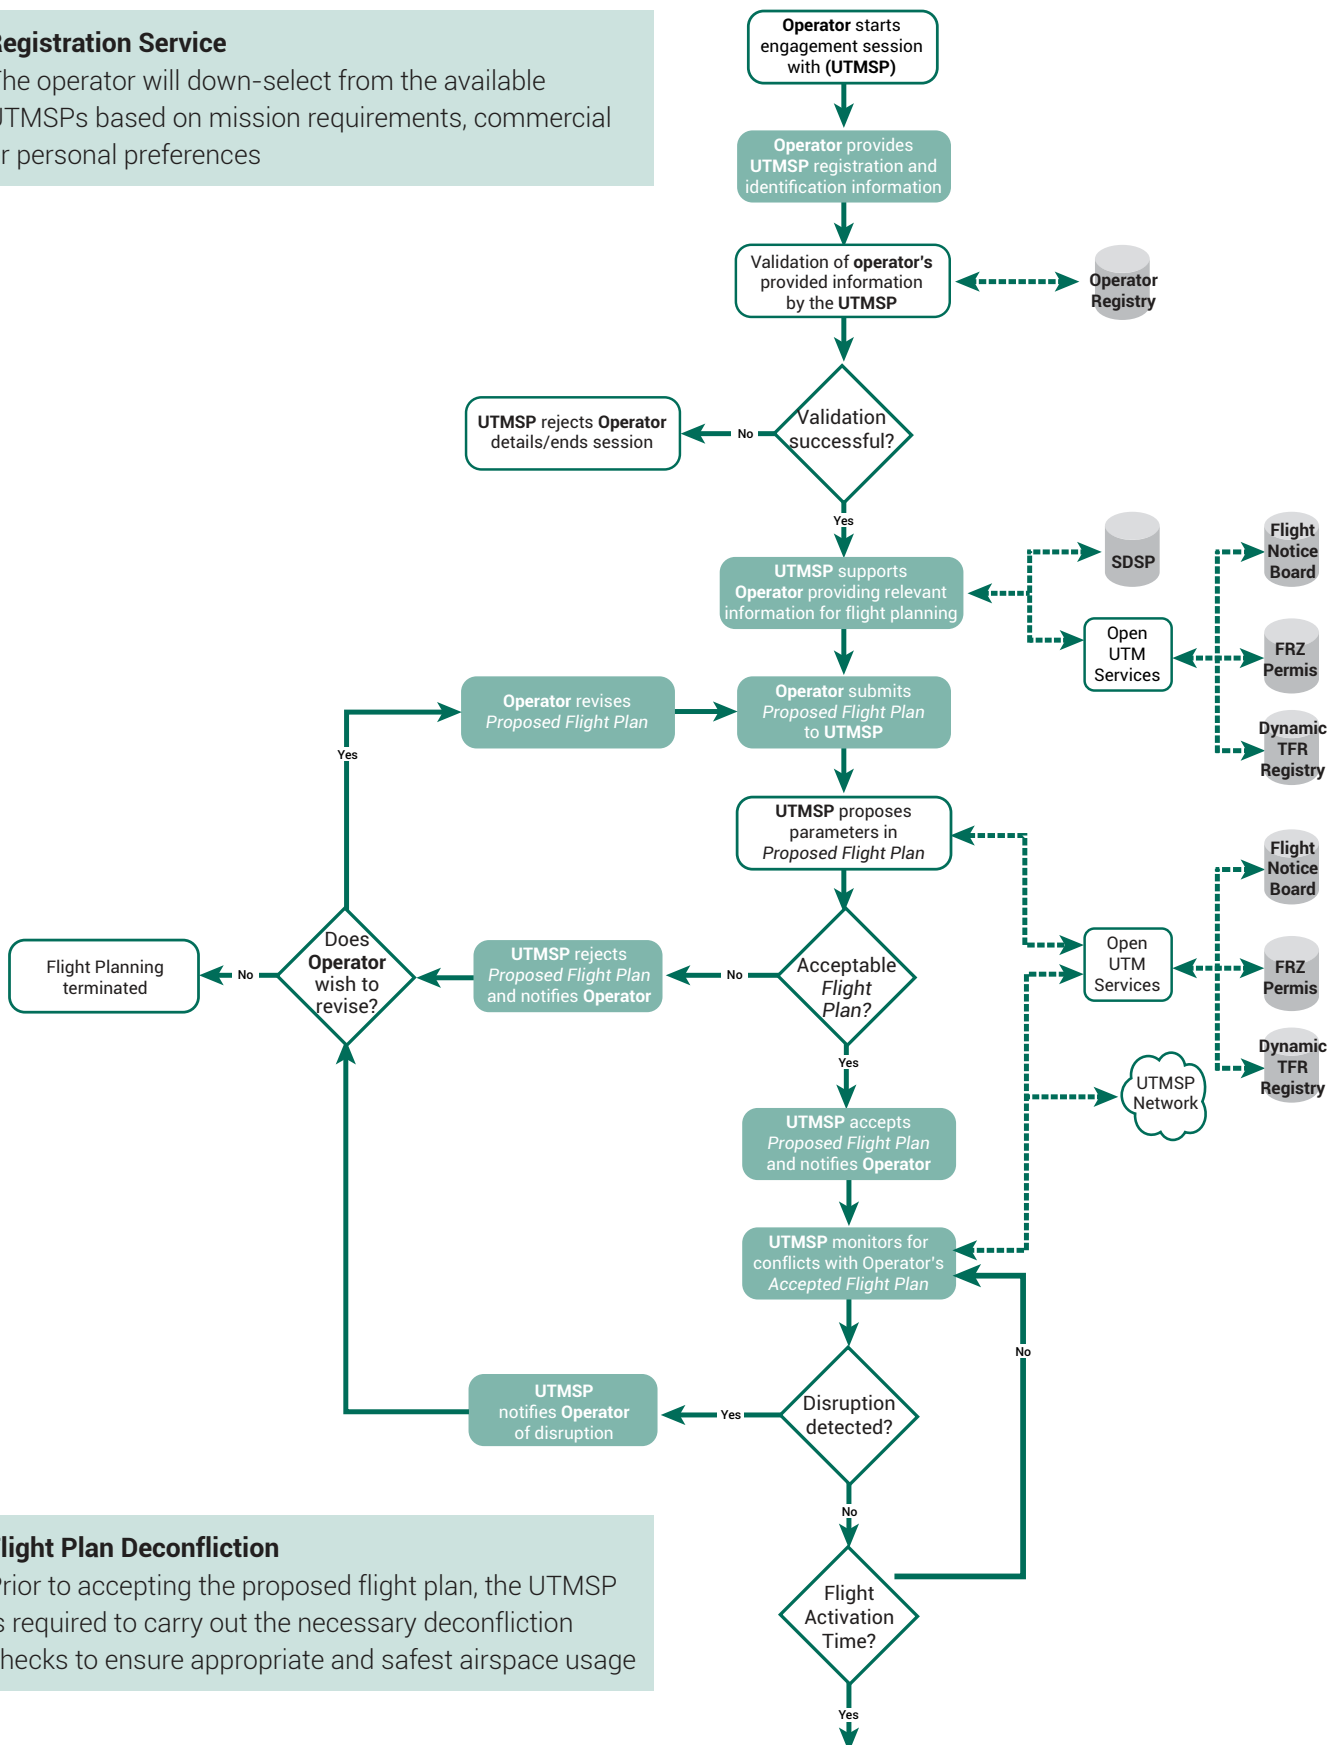 Registration Service
The operator will down-select from the available
UTMSPs based on mission requirements, commercial
or personal preferences
Operator starts
engagement session
with (UTMSP)
Operator provides
UTMSP registration and
identification information
Validation of operator's
provided information
by the UTMSP
Operator
Registry
Validation
successful?
No
UTMSP rejects Operator
details/ends session
Yes
UTMSP supports
Operator providing relevant
information for flight planning
SDSP
Open
UTM
Services
Flight
Notice
Board
FRZ
Permis
Dynamic
TFR
Registry
Operator revises
Proposed Flight Plan
Operator submits
Proposed Flight Plan
to UTMSP
Yes
UTMSP proposes
parameters in
Proposed Flight Plan
Flight
Notice
Board
Open
UTM
Services
FRZ
Permis
Dynamic
TFR
Registry
UTMSP
Network
Flight Planning
terminated
No
Does
Operator
wish to
revise?
UTMSP rejects
Proposed Flight Plan
and notifies Operator
No
Acceptable
Flight
Plan?
Yes
UTMSP accepts
Proposed Flight Plan
and notifies Operator
UTMSP monitors for
conflicts with Operator's
Accepted Flight Plan
No
UTMSP
notifies Operator
of disruption
Yes
Disruption
detected?
No
Flight Plan Deconfliction
Prior to accepting the proposed flight plan, the UTMSP
is required to carry out the necessary deconfliction
checks to ensure appropriate and safest airspace usage
Flight
Activation
Time?
Yes